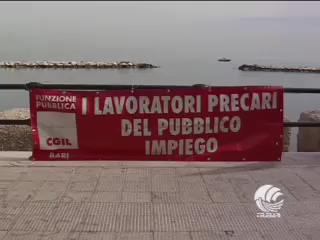 FUNZIONE
PUBBLICA
CGIL
BARI
I LAVORATORI PRECARI
DEL PUBBLICO
IMPIEGO